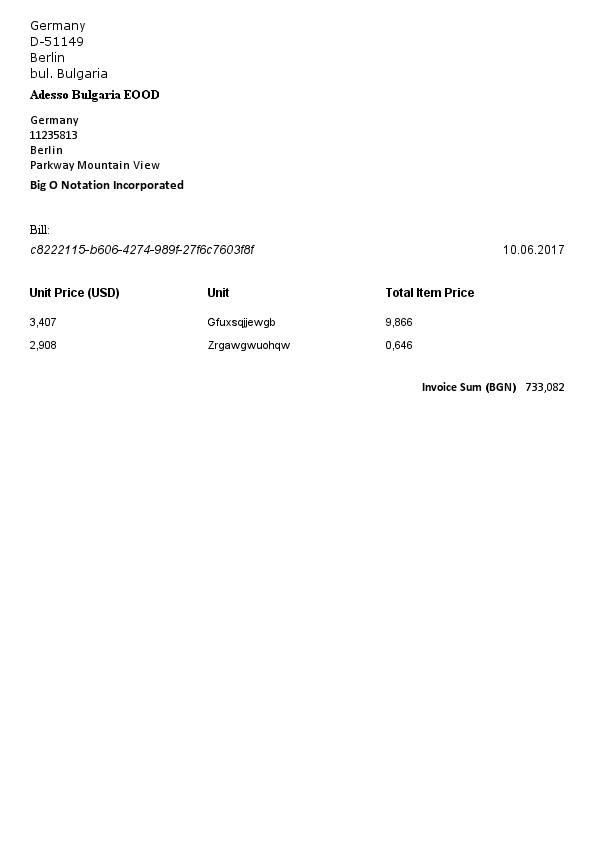 Germany
D-51149
Berlin
bul. Bulgaria
Adesso Bulgaria EOOD
Germany
11235813
Berlin
Parkway Mountain View
Big O Notation Incorporated
Bill:
c8222115-b606-4274-989f-27f6c7603f8f 10.06.2017
Unit Price (USD) Unit Total Item Price
3,407 Gfuxsqjjewgb 9,866
2,908 Zrgawgwuohqw 0,646
Invoice Sum (BGN) 733,082